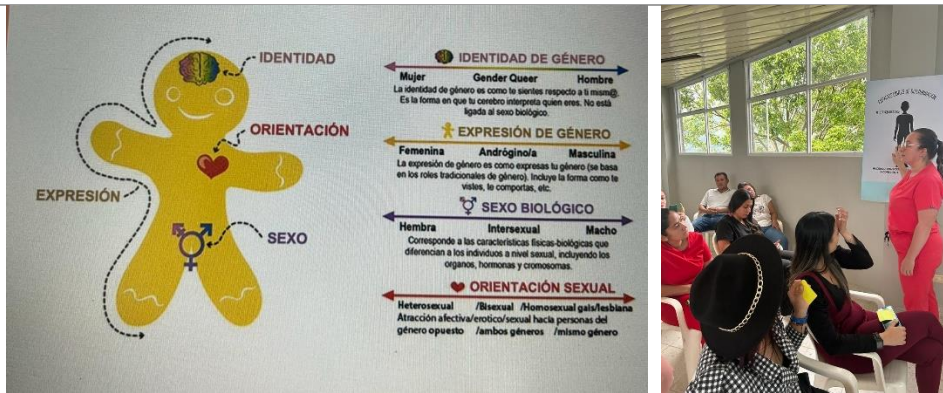 IDENTIDAD
ORIENTACIÓN
EXPRESIÓN
SEXO
IDENTIDAD DE GÉNERO
Mujer Gender Queer Hombre
La identidad de género es como te sientes respecto a ti mism@.
Es la forma en que tu cerebro interpreta quien eres. No está
ligada al sexo biológico.
EXPRESIÓN DE GÉNERO
Femenina Andrógino/a Masculina
La expresión de género es como expresas tu género (se basa
en los roles tradicionales de género). Incluye la forma como te
vistes, te comportas, etc.
SEXO BIOLÓGICO
Hembra Intersexual Macho
Corresponde a las características físicas-biológicas que
diferencian a los individuos a nivel sexual, incluyendo los
organos, hormonas y cromosomas.
ORIENTACIÓN SEXUAL
Heterosexual /Bisexual /Homosexual gais/lesbiana
Atracción afectiva/erotico/sexual hacia personas del
género opuesto /ambos géneros /mismo género